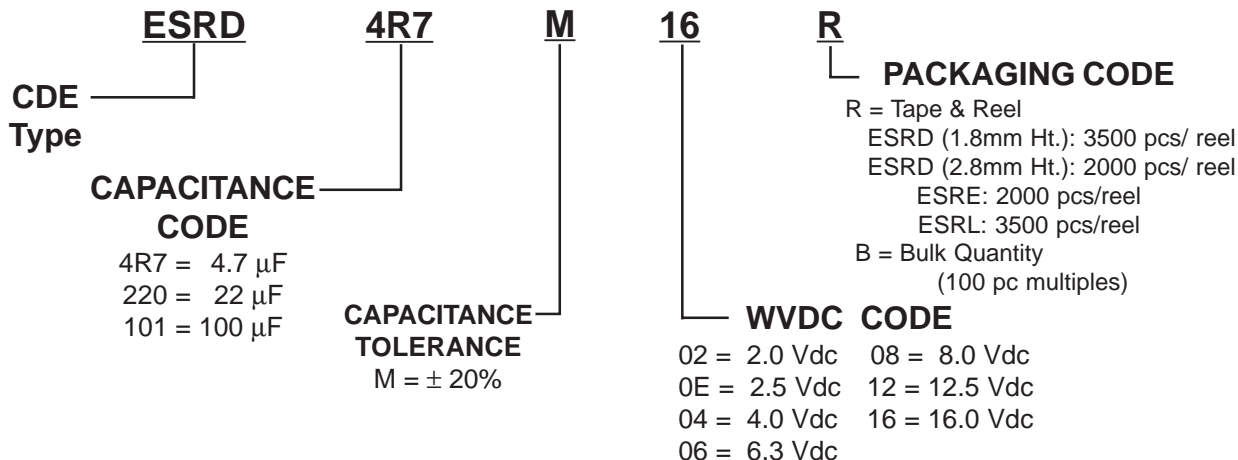 ESRD 4R7 M 16 R
PACKAGING CODE
R = Tape & Reel
ESRD (1.8mm Ht.): 3500 pcs/ reel
ESRD (2.8mm Ht.): 2000 pcs/ reel
ESRE: 2000 pcs/reel
ESRL: 3500 pcs/reel
B = Bulk Quantity
(100 pc multiples)
CDE
Type
CAPACITANCE
CODE
4R7 = 4.7 µF
220 = 22 µF
101 = 100 µF
CAPACITANCE
TOLERANCE
M = ± 20%
WVDC CODE
02 = 2.0 Vdc 08 = 8.0 Vdc
0E = 2.5 Vdc 12 = 12.5 Vdc
04 = 4.0 Vdc 16 = 16.0 Vdc
06 = 6.3 Vdc